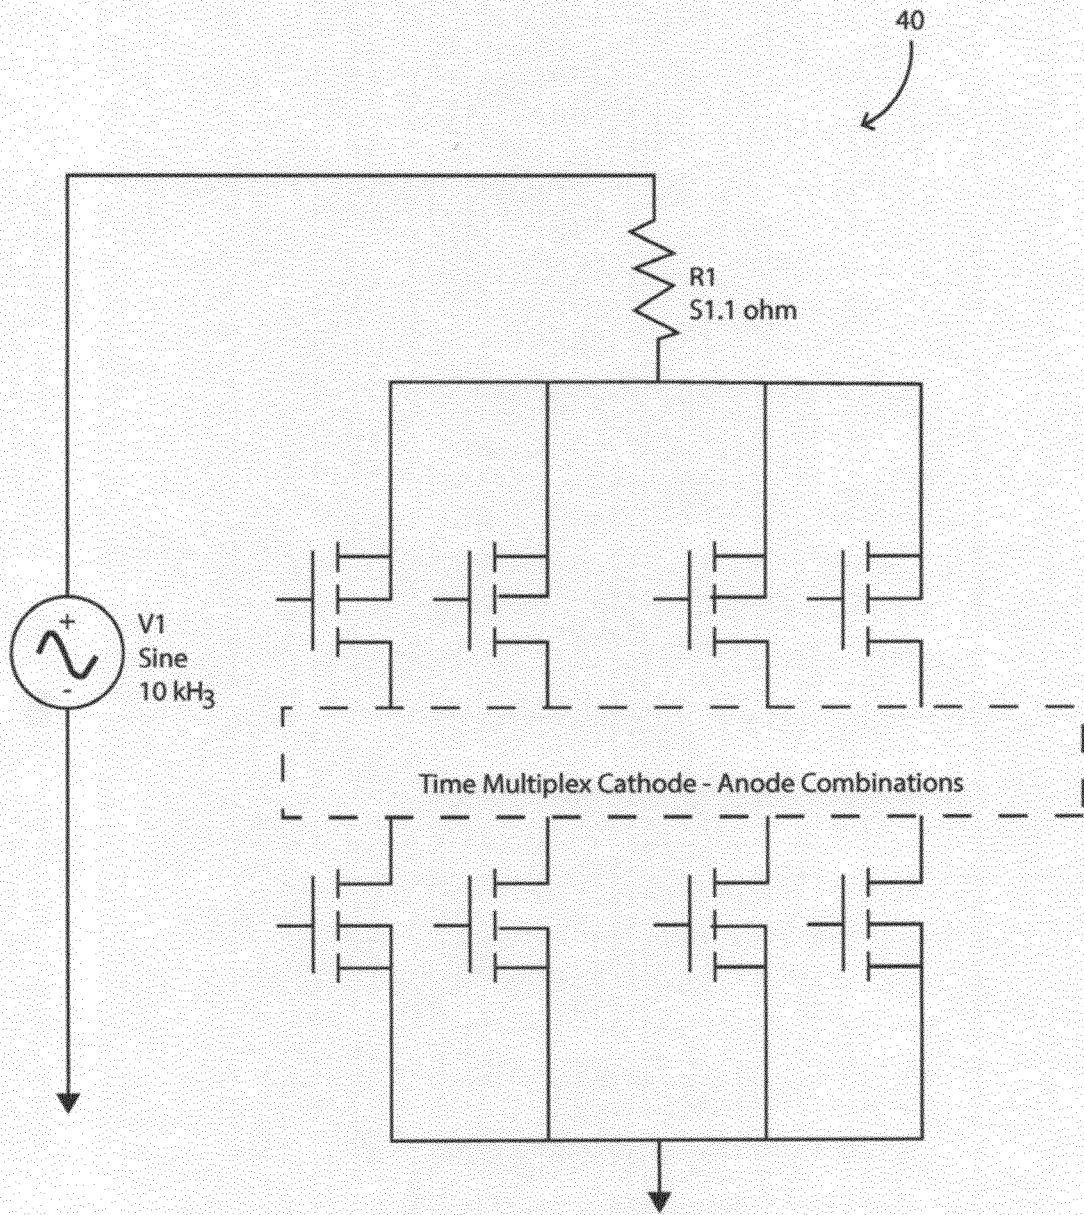 40
R1
S1.1 ohm
+
V1
Sine
-
10 kH3
Time Multiplex Cathode - Anode Combinations